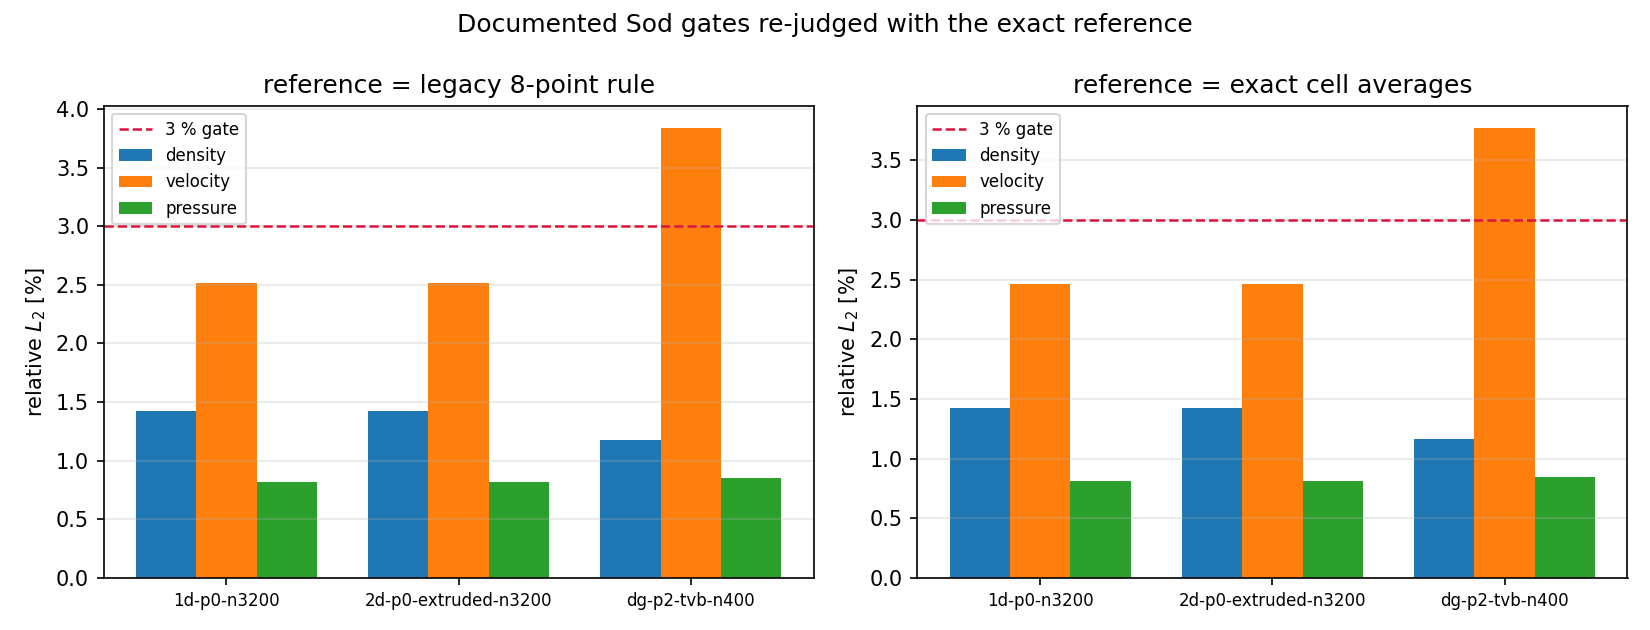 Documented Sod gates re-judged with the exact reference
reference = legacy 8-point rule
relative L2 [%]
4.0
3.5
3.0
2.5
2.0
1.5
1.0
0.5
0.0
3 % gate
density
velocity
pressure
1d-p0-n3200
2d-p0-extruded-n3200
dg-p2-tvb-n400
reference = exact cell averages
relative L2 [%]
3.5
3.0
2.5
2.0
1.5
1.0
0.5
0.0
3 % gate
density
velocity
pressure
1d-p0-n3200
2d-p0-extruded-n3200
dg-p2-tvb-n400